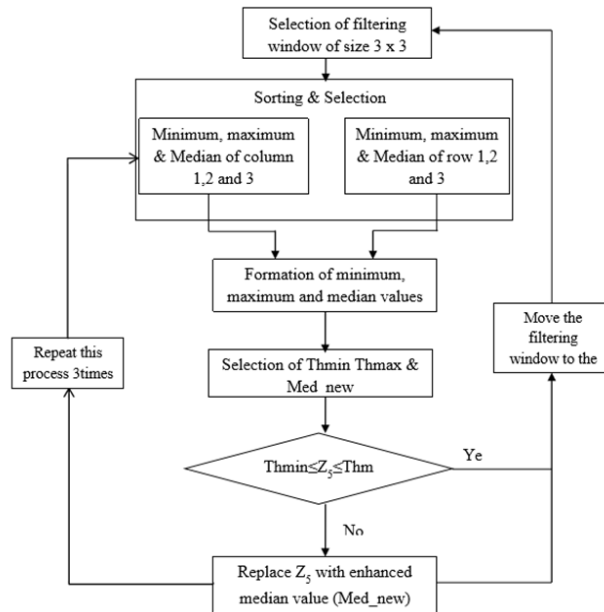 Selection of filtering
window of size 3 x 3
Sorting & Selection
Minimum, maximum
& Median of column
1,2 and 3
Minimum, maximum
& Median of row 1,2
and 3
Formation of minimum,
maximum and median values
Move the
filtering
window to the
Repeat this
process 3times
Selection of Thmin Thmax &
Med_new
Thmin≤Z₅≤Thm
Ye
No
Replace Z₅ with enhanced
median value (Med_new)